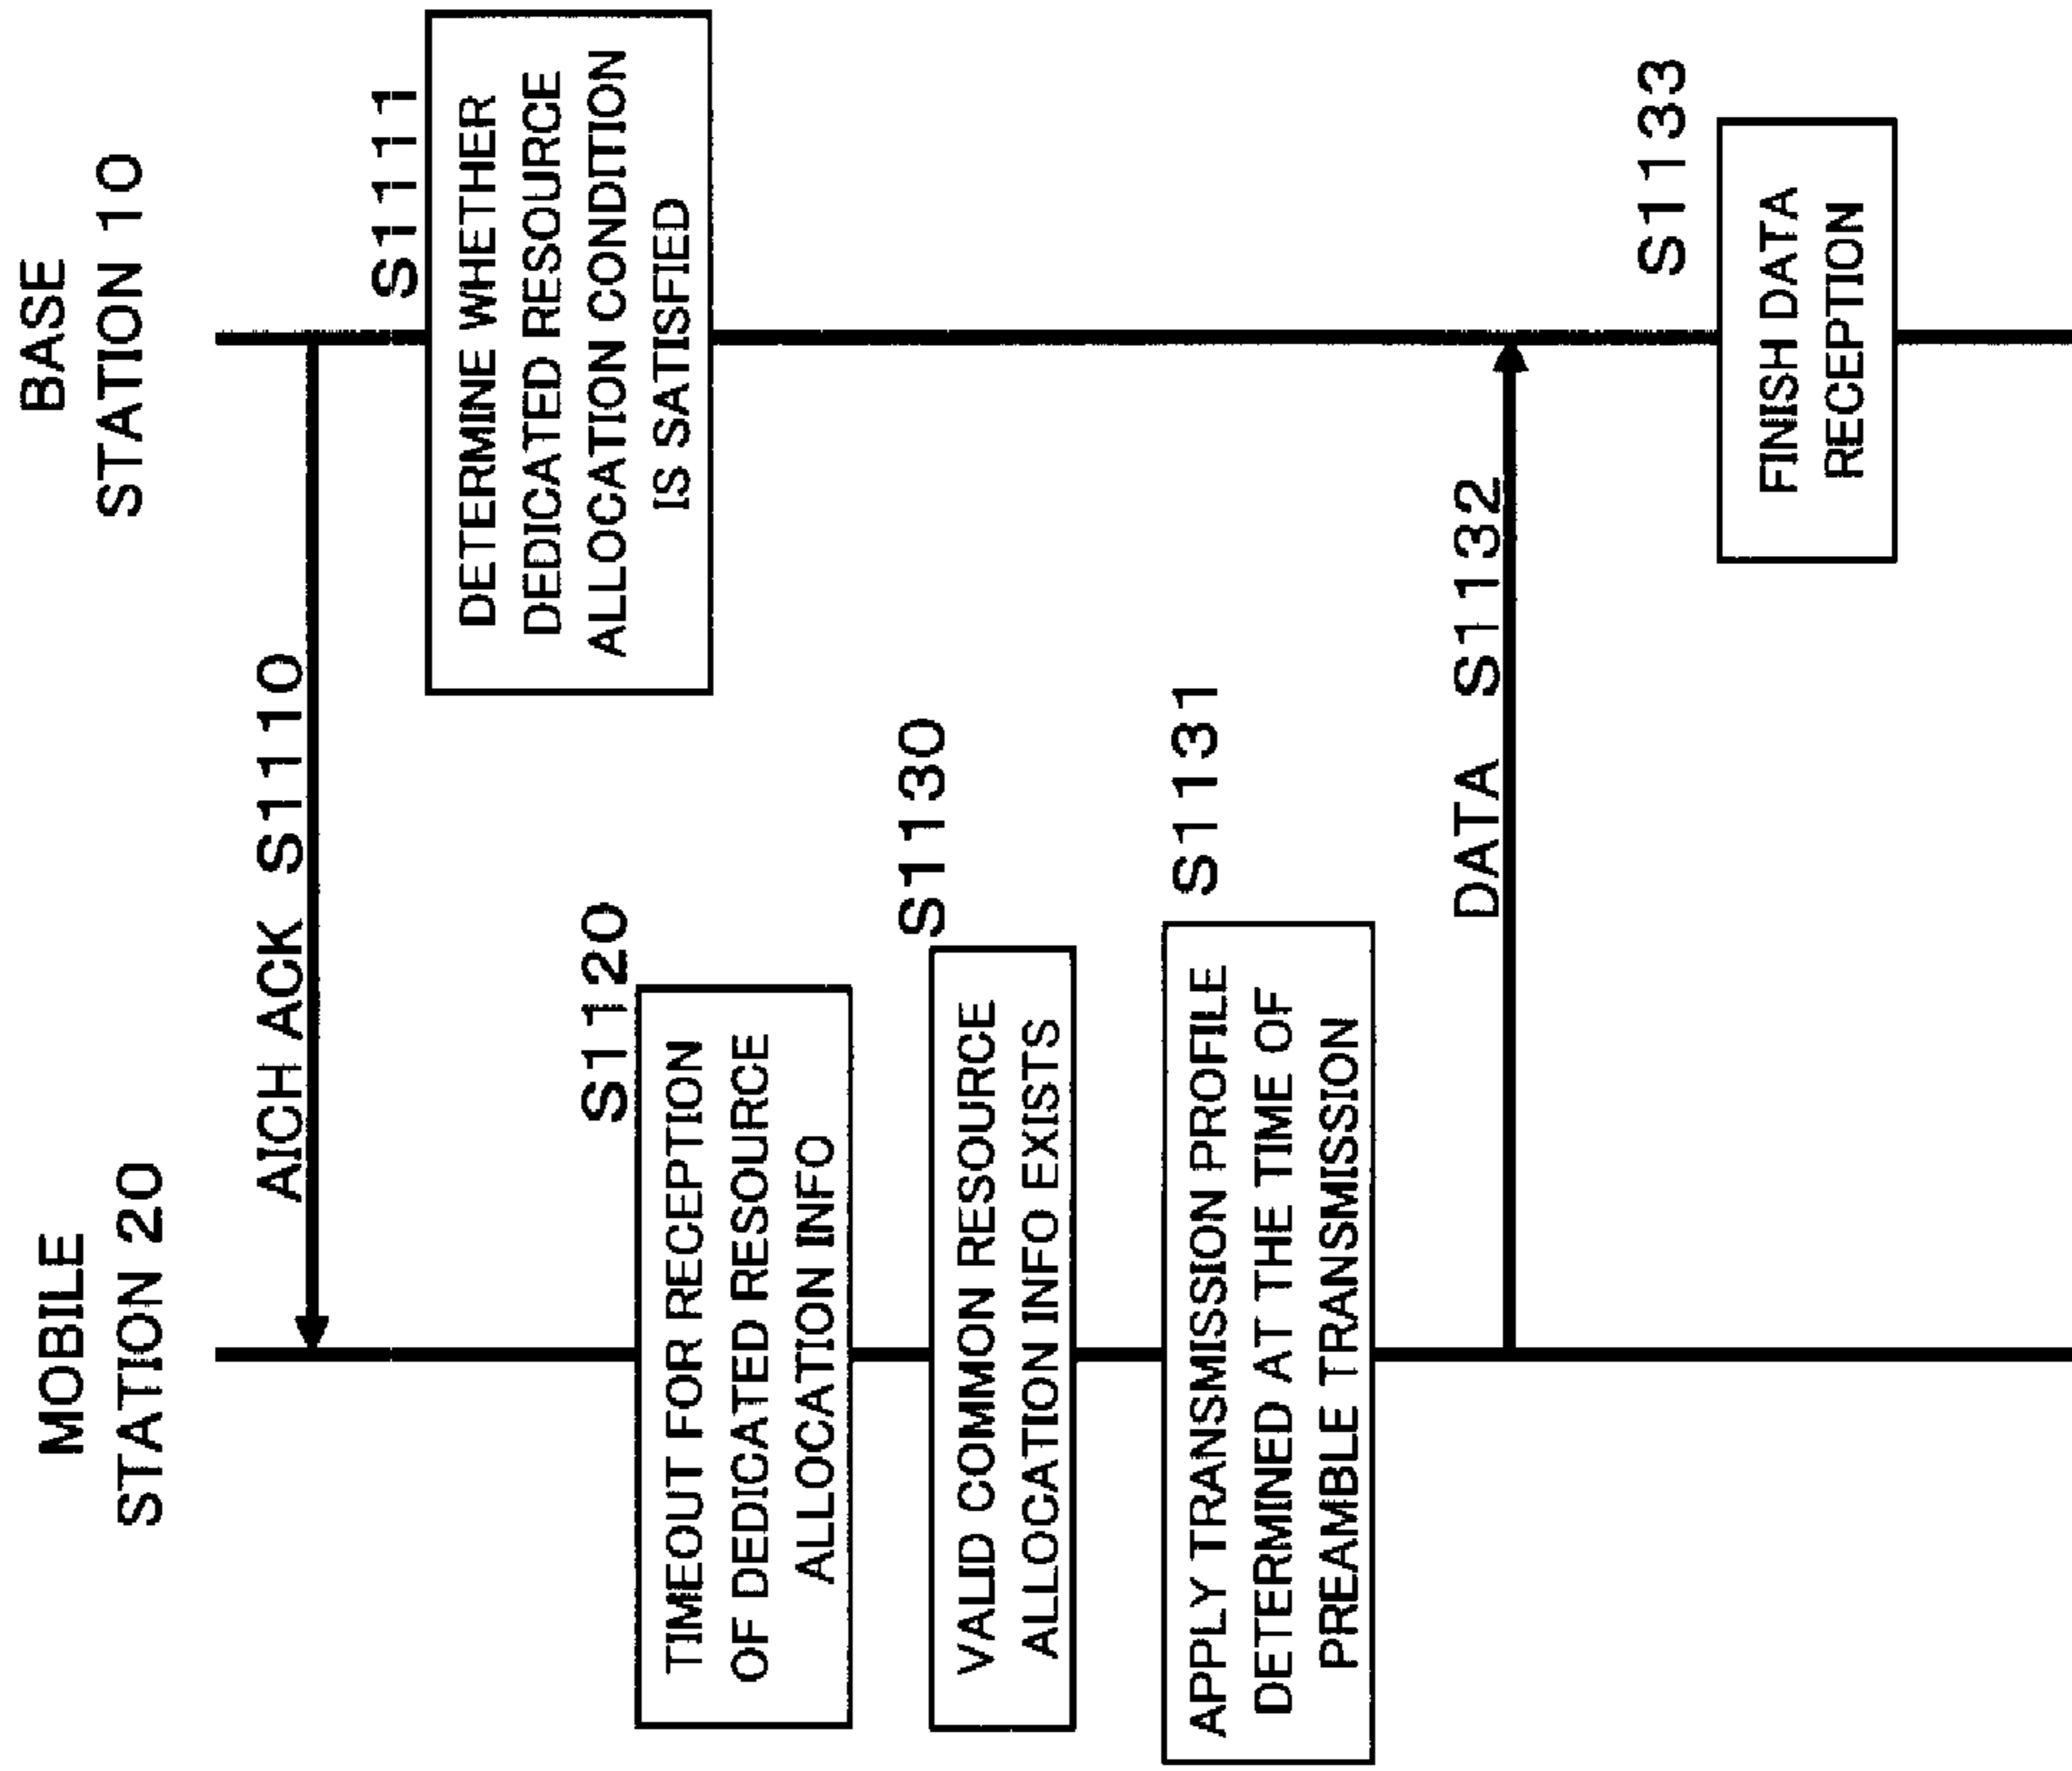 MOBILE
STATION 20
BASE
STATION 10
AICH ACK S1110
S1111
DETERMINE WHETHER
DEDICATED RESOURCE
ALLOCATION CONDITION
IS SATISFIED
S1120
TIMEOUT FOR RECEPTION
OF DEDICATED RESOURCE
ALLOCATION INFO
S1130
VALID COMMON RESOURCE
ALLOCATION INFO EXISTS
S1131
APPLY TRANSMISSION PROFILE
DETERMINED AT THE TIME OF
PREAMBLE TRANSMISSION
DATA S1132
S1133
FINISH DATA
RECEPTION